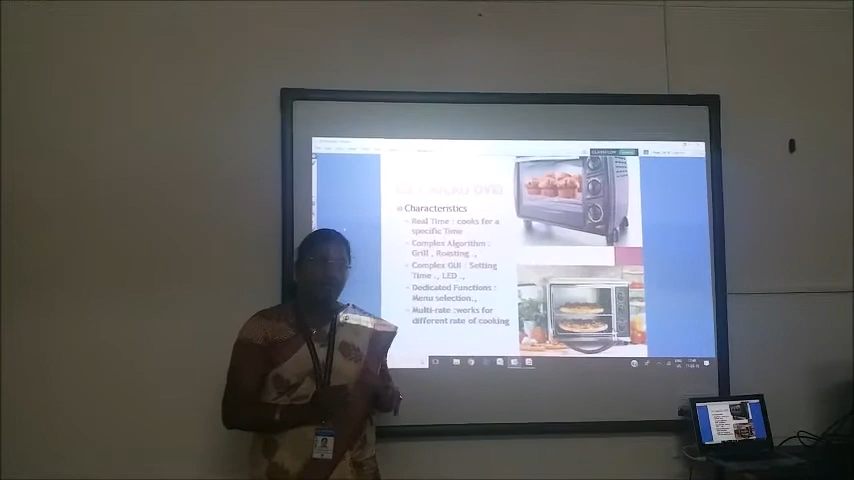 Characteristics
Real Time : cooks for a
specific Time
Complex Algorithm :
Grill , Roasting .,
Complex GUI : Setting
Time ., LED .,
Dedicated Functions :
Menu selection.,
Multi-rate :works for
different rate of cooking